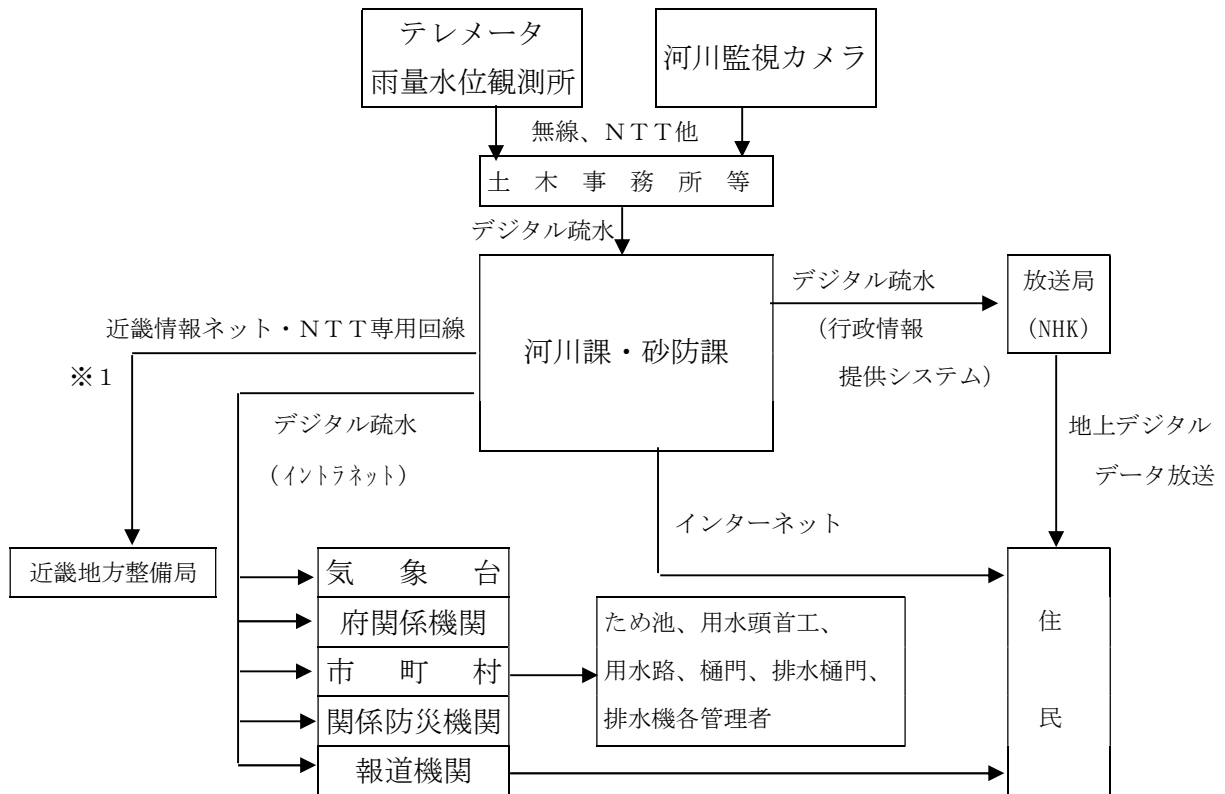 テレメータ
雨量水位観測所
河川監視カメラ
無線、ＮＴＴ他
土 木 事 務 所 等
デジタル疏水
河川課・砂防課
デジタル疏水
（行政情報
提供システム）
放送局
（NHK）
近畿情報ネット・ＮＴＴ専用回線
※１
デジタル疏水
（イントラネット）
地上デジタル
データ放送
インターネット
近畿地方整備局
気 象 台
府関係機関
市 町 村
関係防災機関
報道機関
ため池、用水頭首工、
用水路、樋門、排水樋門、
排水機各管理者
住
民